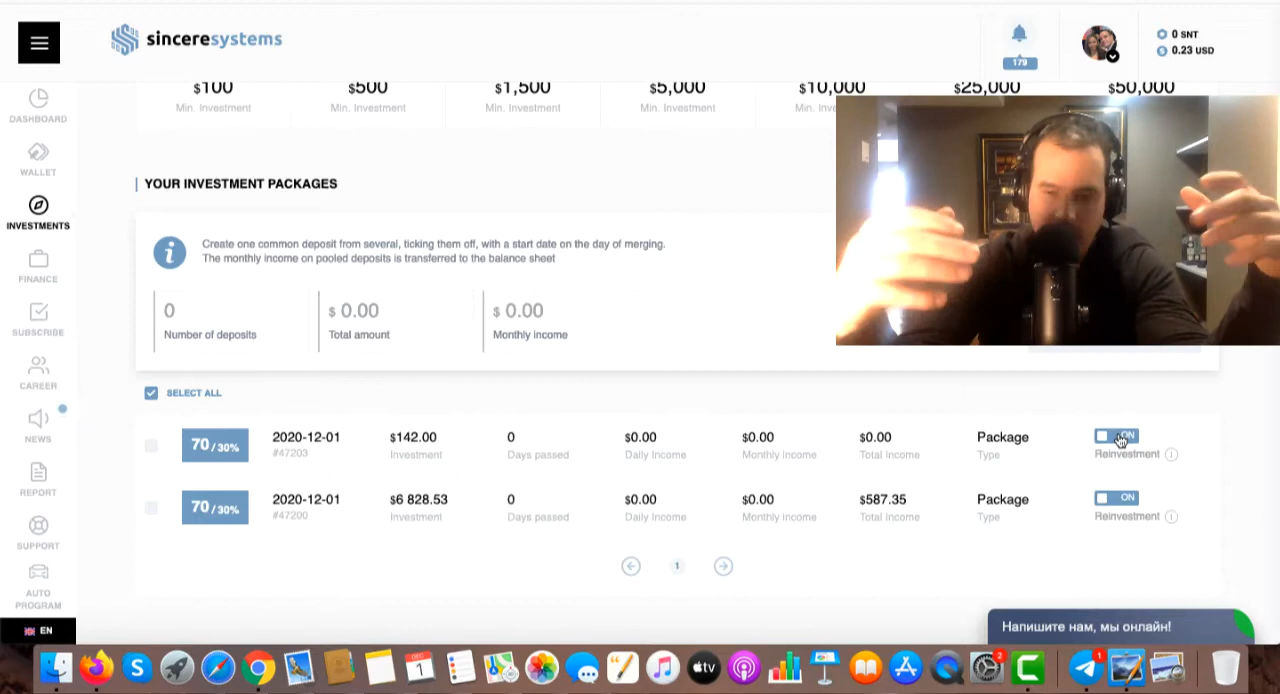 sinceresystems
179
0 SNT
0.23 USD
DASHBOARD
WALLET
INVESTMENTS
FINANCE
SUBSCRIBE
CAREER
NEWS
REPORT
SUPPORT
AUTO
PROGRAM
EN
$100
$500
$1,500
$5,000
$10,000
$25,000
$50,000
Min. Investment
Min. Investment
Min. Investment
Min. Investment
Min. Inve
YOUR INVESTMENT PACKAGES
i
Create one common deposit from several, ticking them off, with a start date on the day of merging.
The monthly income on pooled deposits is transferred to the balance sheet
0
$ 0.00
$ 0.00
Number of deposits
Total amount
Monthly income
SELECT ALL
70 / 30%
2020-12-01
#47203
$142.00
Investment
0
Days passed
$0.00
Daily Income
$0.00
Monthly income
$0.00
Total Income
Package
Type
ON
Reinvestment
i
70 / 30%
2020-12-01
#47200
$6 828.53
Investment
0
Days passed
$0.00
Daily Income
$0.00
Monthly income
$587.35
Total Income
Package
Type
ON
Reinvestment
i
1
Напишите нам, мы онлайн!
DEC
1
tv
2
1